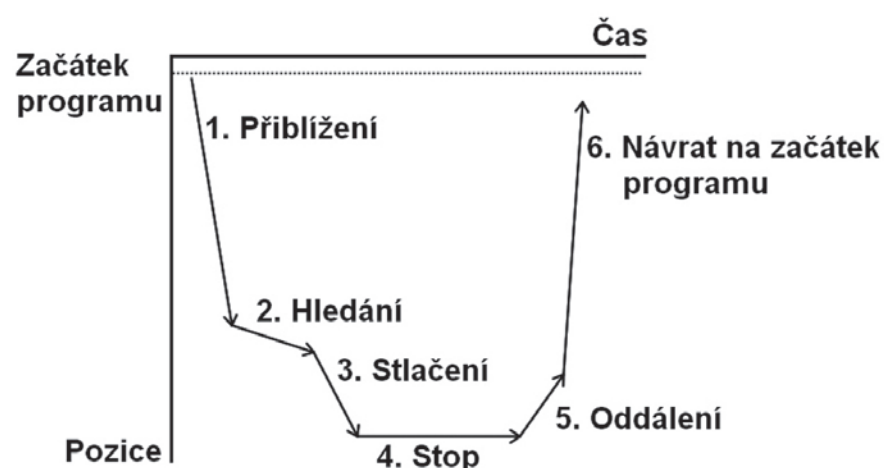 Čas
Začátek
programu
1. Přiblížení
6. Návrat na začátek
programu
2. Hledání
3. Stlačení
5. Oddálení
Pozice
4. Stop